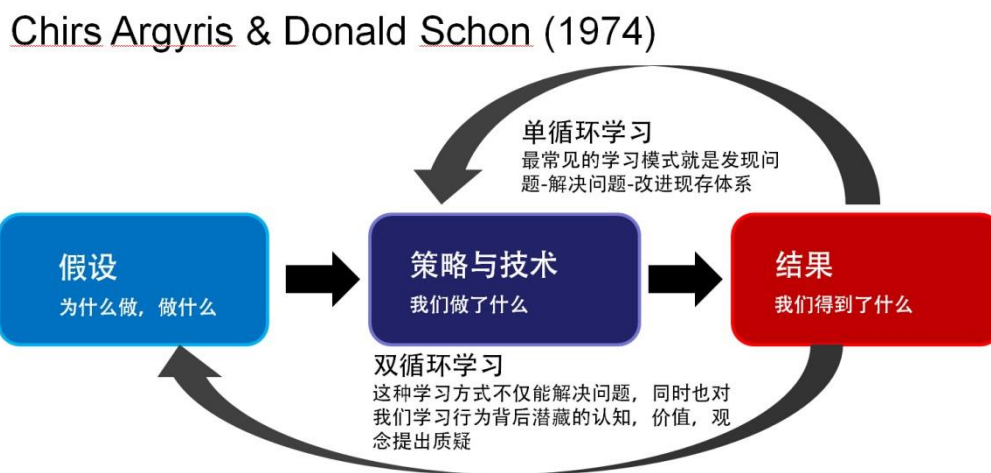 Chirs Argyris & Donald Schon (1974)
单循环学习
最常见的学习模式就是发现问
题-解决问题-改进现存体系
假设
为什么做，做什么
策略与技术
我们做了什么
结果
我们得到了什么
双循环学习
这种学习方式不仅能解决问题，同时也对
我们学习行为背后潜藏的认知，价值，观
念提出质疑